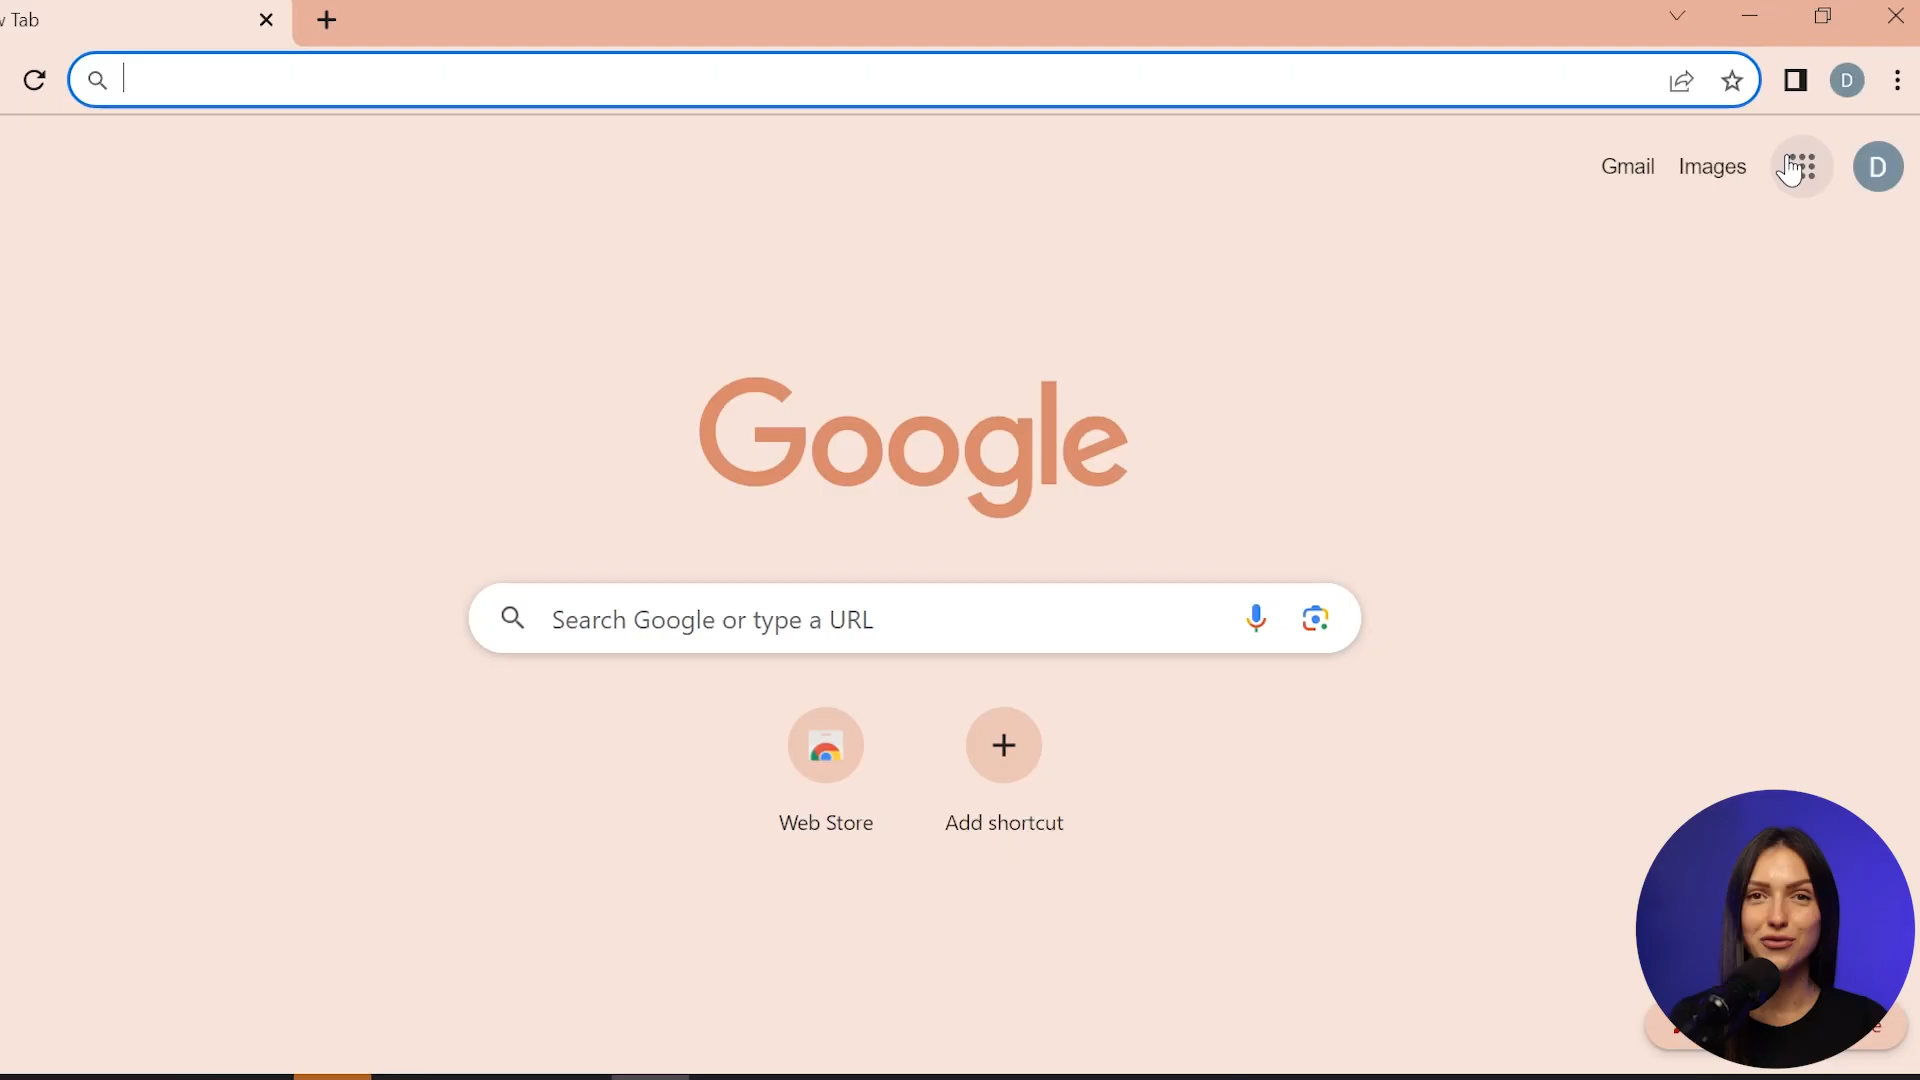 Tab
D
Gmail
Images
D
Google
Search Google or type a URL
Web Store
Add shortcut